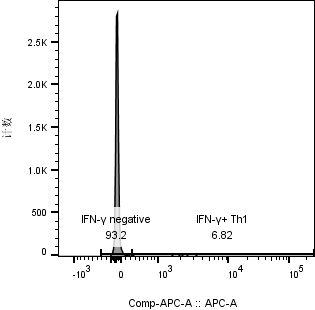 2.5K
2.0K
1.5K
1.0K
500
0
计数
IFN-γ negative
93.2
IFN-γ+ Th1
6.82
-10³ 0 10³ 10⁴ 10⁵
Comp-APC-A :: APC-A